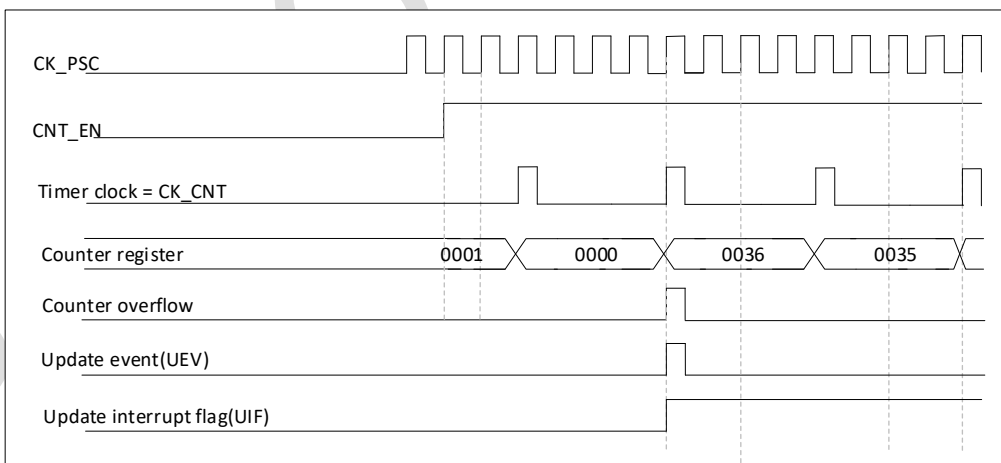 CK_PSC
CNT_EN
Timer clock = CK_CNT
Counter register 0001 0000 0036 0035
Counter overflow
Update event(UEV)
Update interrupt flag(UIF)